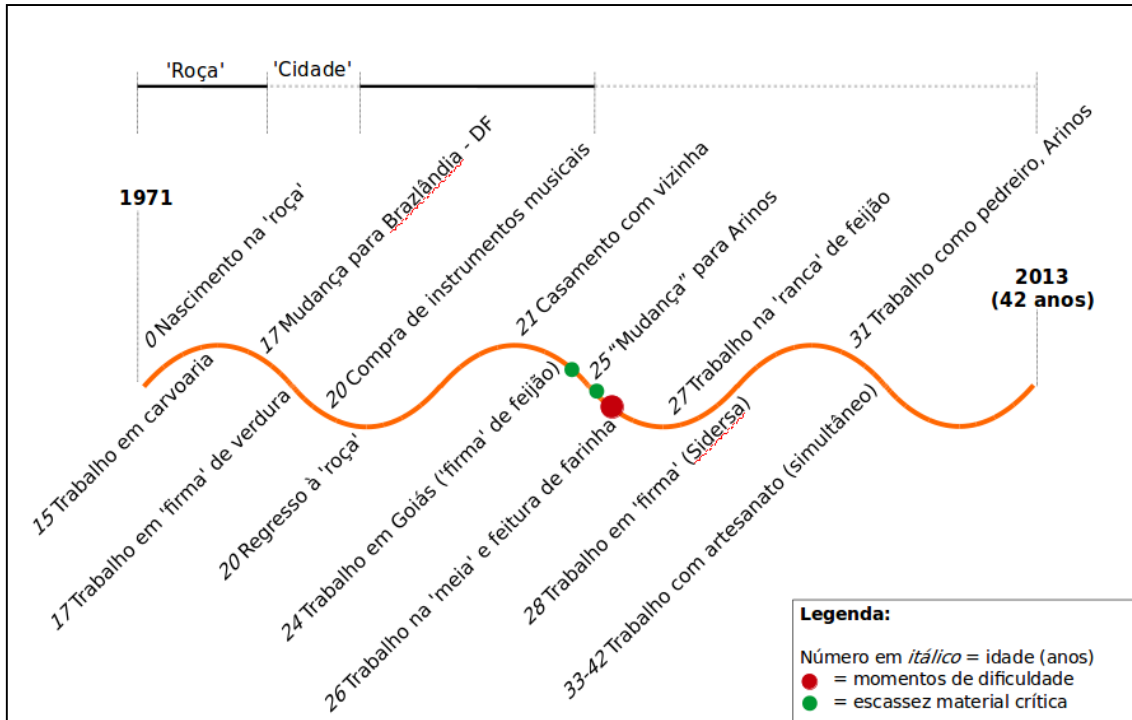 'Roça'
'Cidade'
1971
2013
(42 anos)
0 Nascimento na 'roça'
15 Trabalho em carvoaria
17 Mudança para Brazlândia - DF
17 Trabalho em 'firma' de verdura
20 Compra de instrumentos musicais
20 Regresso à 'roça'
21 Casamento com vizinha
24 Trabalho em Goiás ('firma' de feijão)
25 “Mudança” para Arinos
26 Trabalho na 'meia' e feitura de farinha
27 Trabalho na 'ranca' de feijão
28 Trabalho em 'firma' (Sidersa)
31 Trabalho como pedreiro, Arinos
33-42 Trabalho com artesanato (simultâneo)
Legenda:
Número em itálico = idade (anos)
= momentos de dificuldade
= escassez material crítica